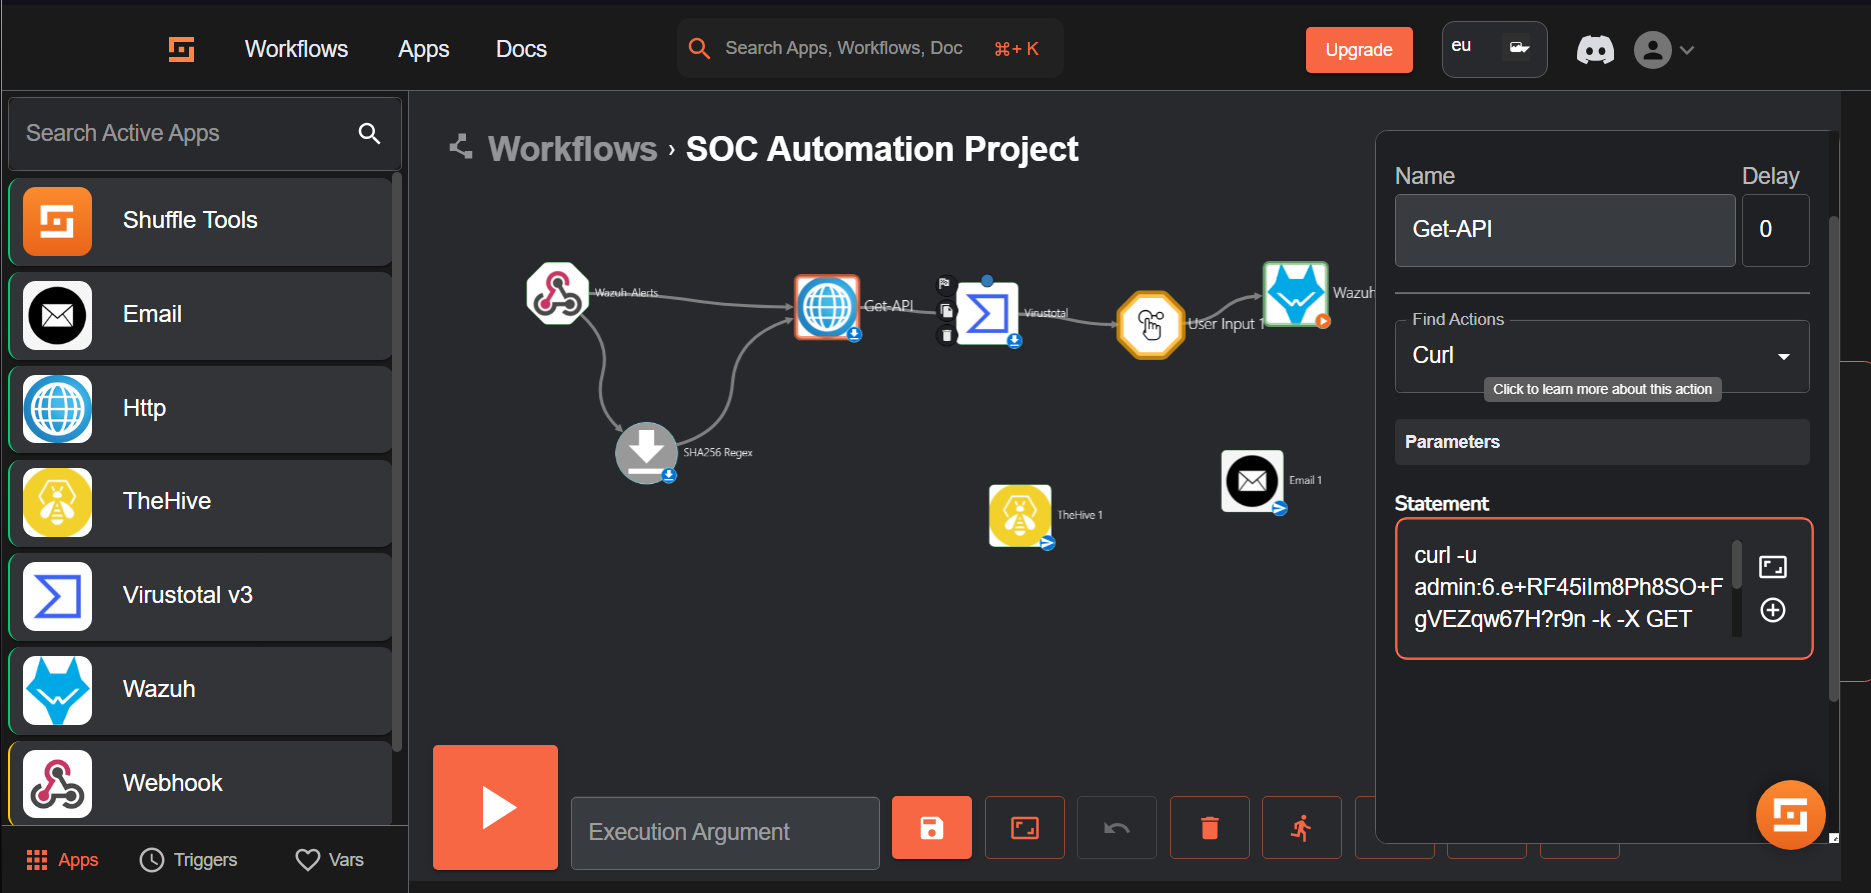 Workflows
Apps
Docs
Search Apps, Workflows, Doc
⌘+ K
Upgrade
eu
Search Active Apps
Shuffle Tools
Email
Http
TheHive
Virustotal v3
Wazuh
Webhook
Apps
Triggers
Vars
Workflows › SOC Automation Project
Wazuh-Alerts
Get-API
Virustotal
User Input 1
Wazuh
SHA256 Regex
TheHive 1
Email 1
Execution Argument
Name
Delay
Get-API
0
Find Actions
Curl
Click to learn more about this action
Parameters
Statement
curl -u
admin:6.e+RF45iIm8Ph8SO+F
gVEZqw67H?r9n -k -X GET